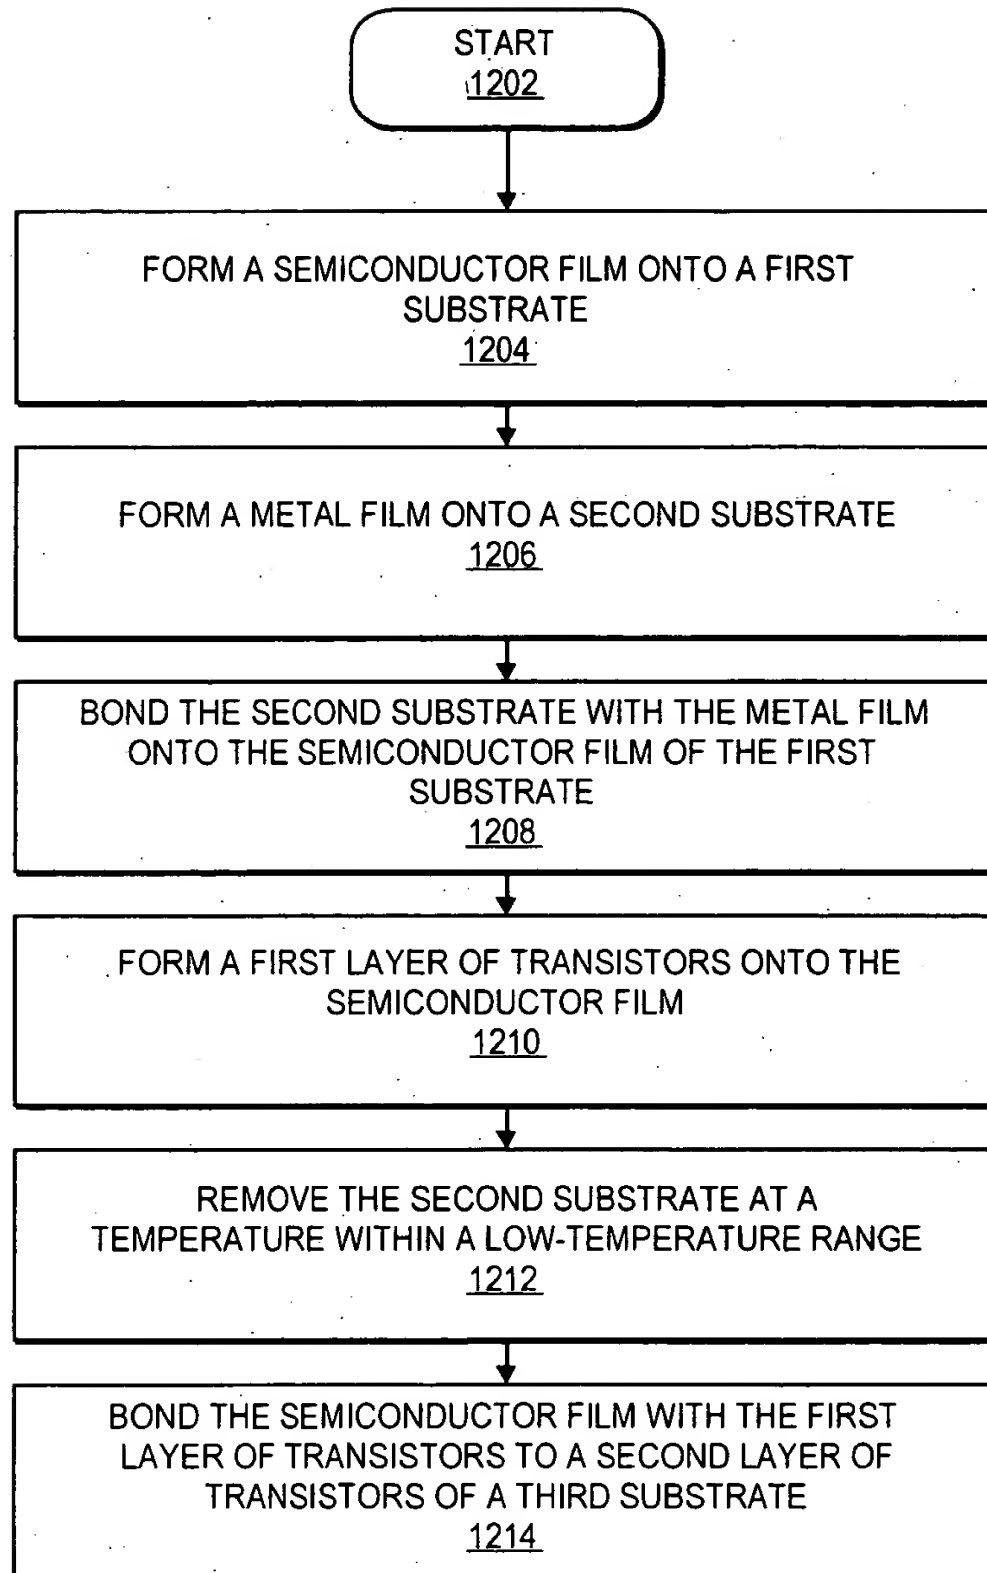 START
1202
FORM A SEMICONDUCTOR FILM ONTO A FIRST
SUBSTRATE
1204
FORM A METAL FILM ONTO A SECOND SUBSTRATE
1206
BOND THE SECOND SUBSTRATE WITH THE METAL FILM
ONTO THE SEMICONDUCTOR FILM OF THE FIRST
SUBSTRATE
1208
FORM A FIRST LAYER OF TRANSISTORS ONTO THE
SEMICONDUCTOR FILM
1210
REMOVE THE SECOND SUBSTRATE AT A
TEMPERATURE WITHIN A LOW-TEMPERATURE RANGE
1212
BOND THE SEMICONDUCTOR FILM WITH THE FIRST
LAYER OF TRANSISTORS TO A SECOND LAYER OF
TRANSISTORS OF A THIRD SUBSTRATE
1214